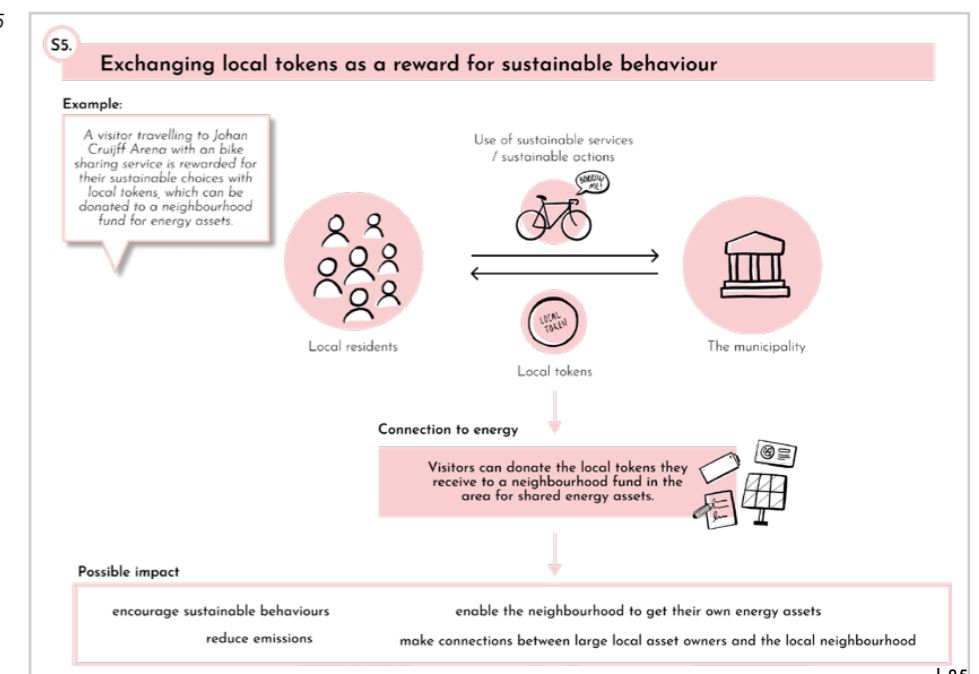 5
S5.
Exchanging local tokens as a reward for sustainable behaviour
Example:
A visitor travelling to Johan
Cruijff Arena with an bike
sharing service is rewarded for
their sustainable choices with
local tokens, which can be
donated to a neighbourhood
fund for energy assets.
Use of sustainable services
/ sustainable actions
BORROW
ME!
LOCAL
TOKEN
Local residents
The municipality
Local tokens
Connection to energy
Visitors can donate the local tokens they
receive to a neighbourhood fund in the
area for shared energy assets.
Possible impact
encourage sustainable behaviours
enable the neighbourhood to get their own energy assets
reduce emissions
make connections between large local asset owners and the local neighbourhood